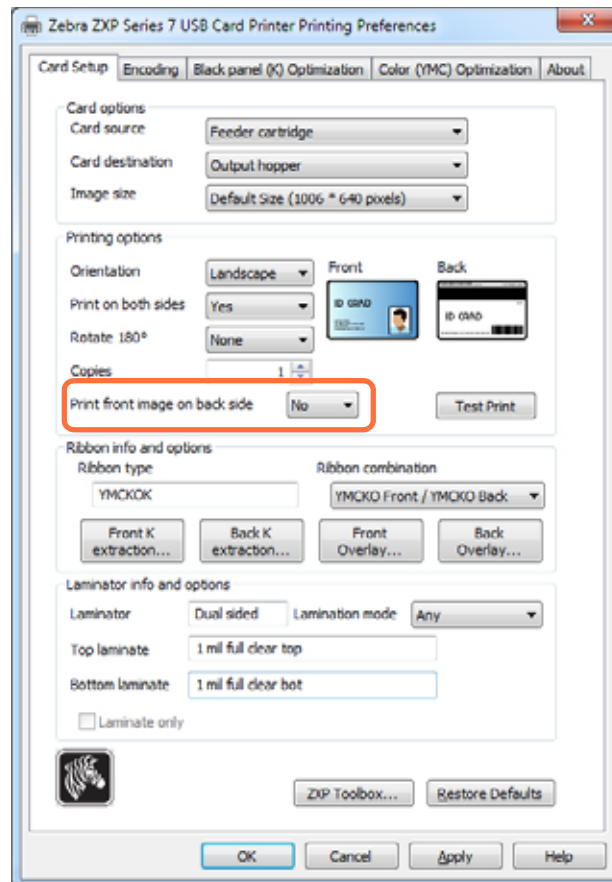 Zebra ZXP Series 7 USB Card Printer Printing Preferences
Card Setup Encoding Black panel (K) Optimization Color (YMC) Optimization About
Card options
Card source Feeder cartridge
Card destination Output hopper
Image size Default Size (1006 * 640 pixels)
Printing options
Orientation Landscape Front Back
Print on both sides Yes ID CARD ID CARD
Rotate 180° None
Copies 1
Print front image on back side No Test Print
Ribbon info and options
Ribbon type Ribbon combination
YMCKOK YMCKO Front / YMCKO Back
Front K Back K Front Back
extraction... extraction... Overlay... Overlay...
Laminator info and options
Laminator Dual sided Lamination mode Any
Top laminate 1 mil full clear top
Bottom laminate 1 mil full clear bot
Laminate only
ZXP Toolbox... Restore Defaults
OK Cancel Apply Help